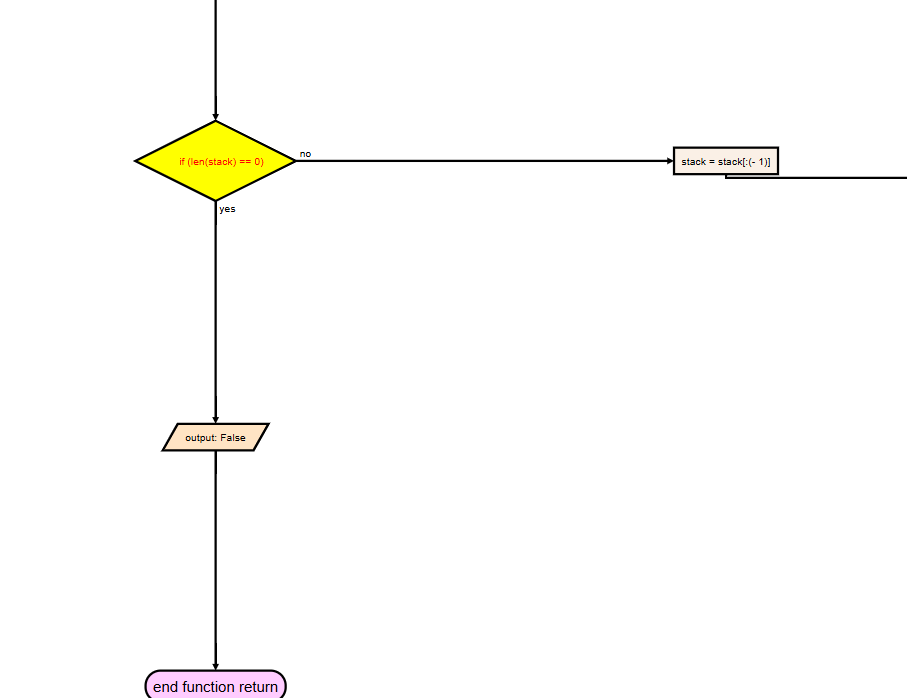 if (len(stack) == 0)
no
stack = stack[:(- 1)]
yes
output: False
end function return